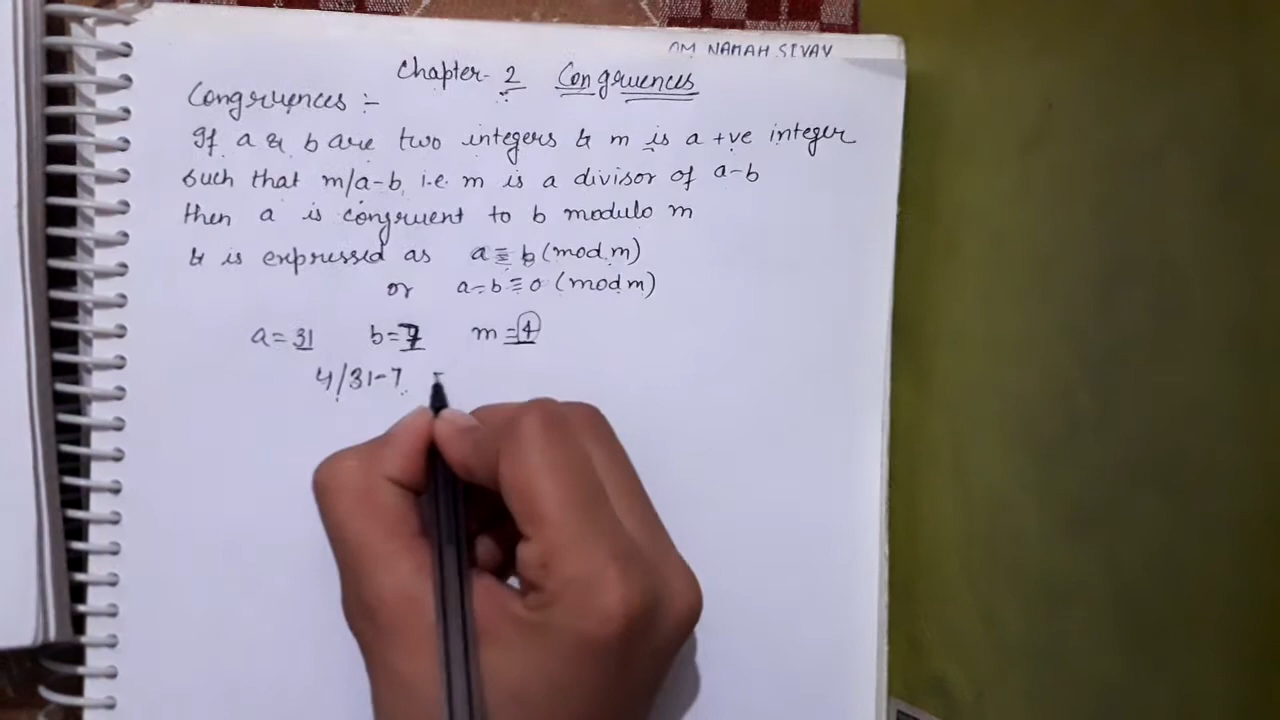 OM NAMAH SIVAY
Chapter-2 Congruences
Congruences :-
If a & b are two integers & m is a +ve integer
such that m/a-b, i.e. m is a divisor of a-b
then a is congruent to b modulo m
& is expressed as a ≡ b (mod m)
or a-b ≡ 0 (mod m)
a = 31 b = 7 m = 4
4/31-7